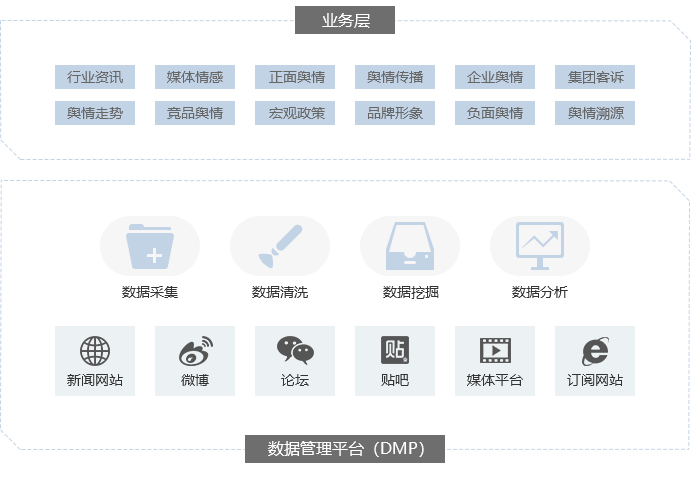 业务层
行业资讯 媒体情感 正面舆情 舆情传播 企业舆情 集团客诉
舆情走势 竞品舆情 宏观政策 品牌形象 负面舆情 舆情溯源
数据采集 数据清洗 数据挖掘 数据分析
贴
新闻网站 微博 论坛 贴吧 媒体平台 订阅网站
数据管理平台（DMP）